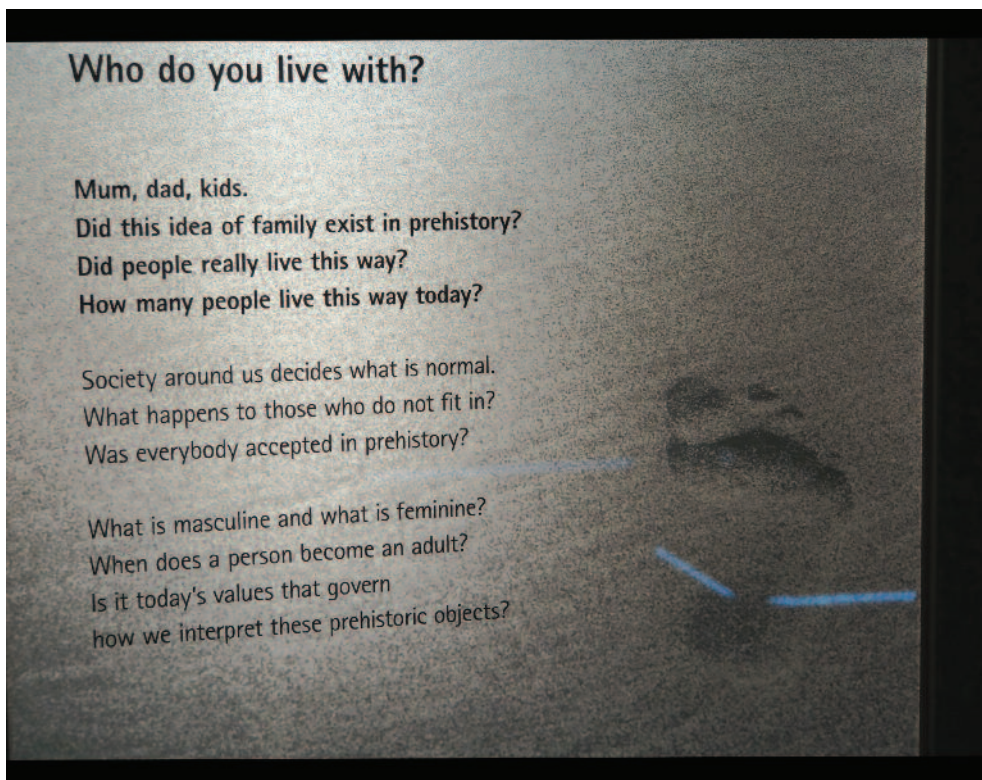 Who do you live with?
Mum, dad, kids.
Did this idea of family exist in prehistory?
Did people really live this way?
How many people live this way today?
Society around us decides what is normal.
What happens to those who do not fit in?
Was everybody accepted in prehistory?
What is masculine and what is feminine?
When does a person become an adult?
Is it today's values that govern
how we interpret these prehistoric objects?